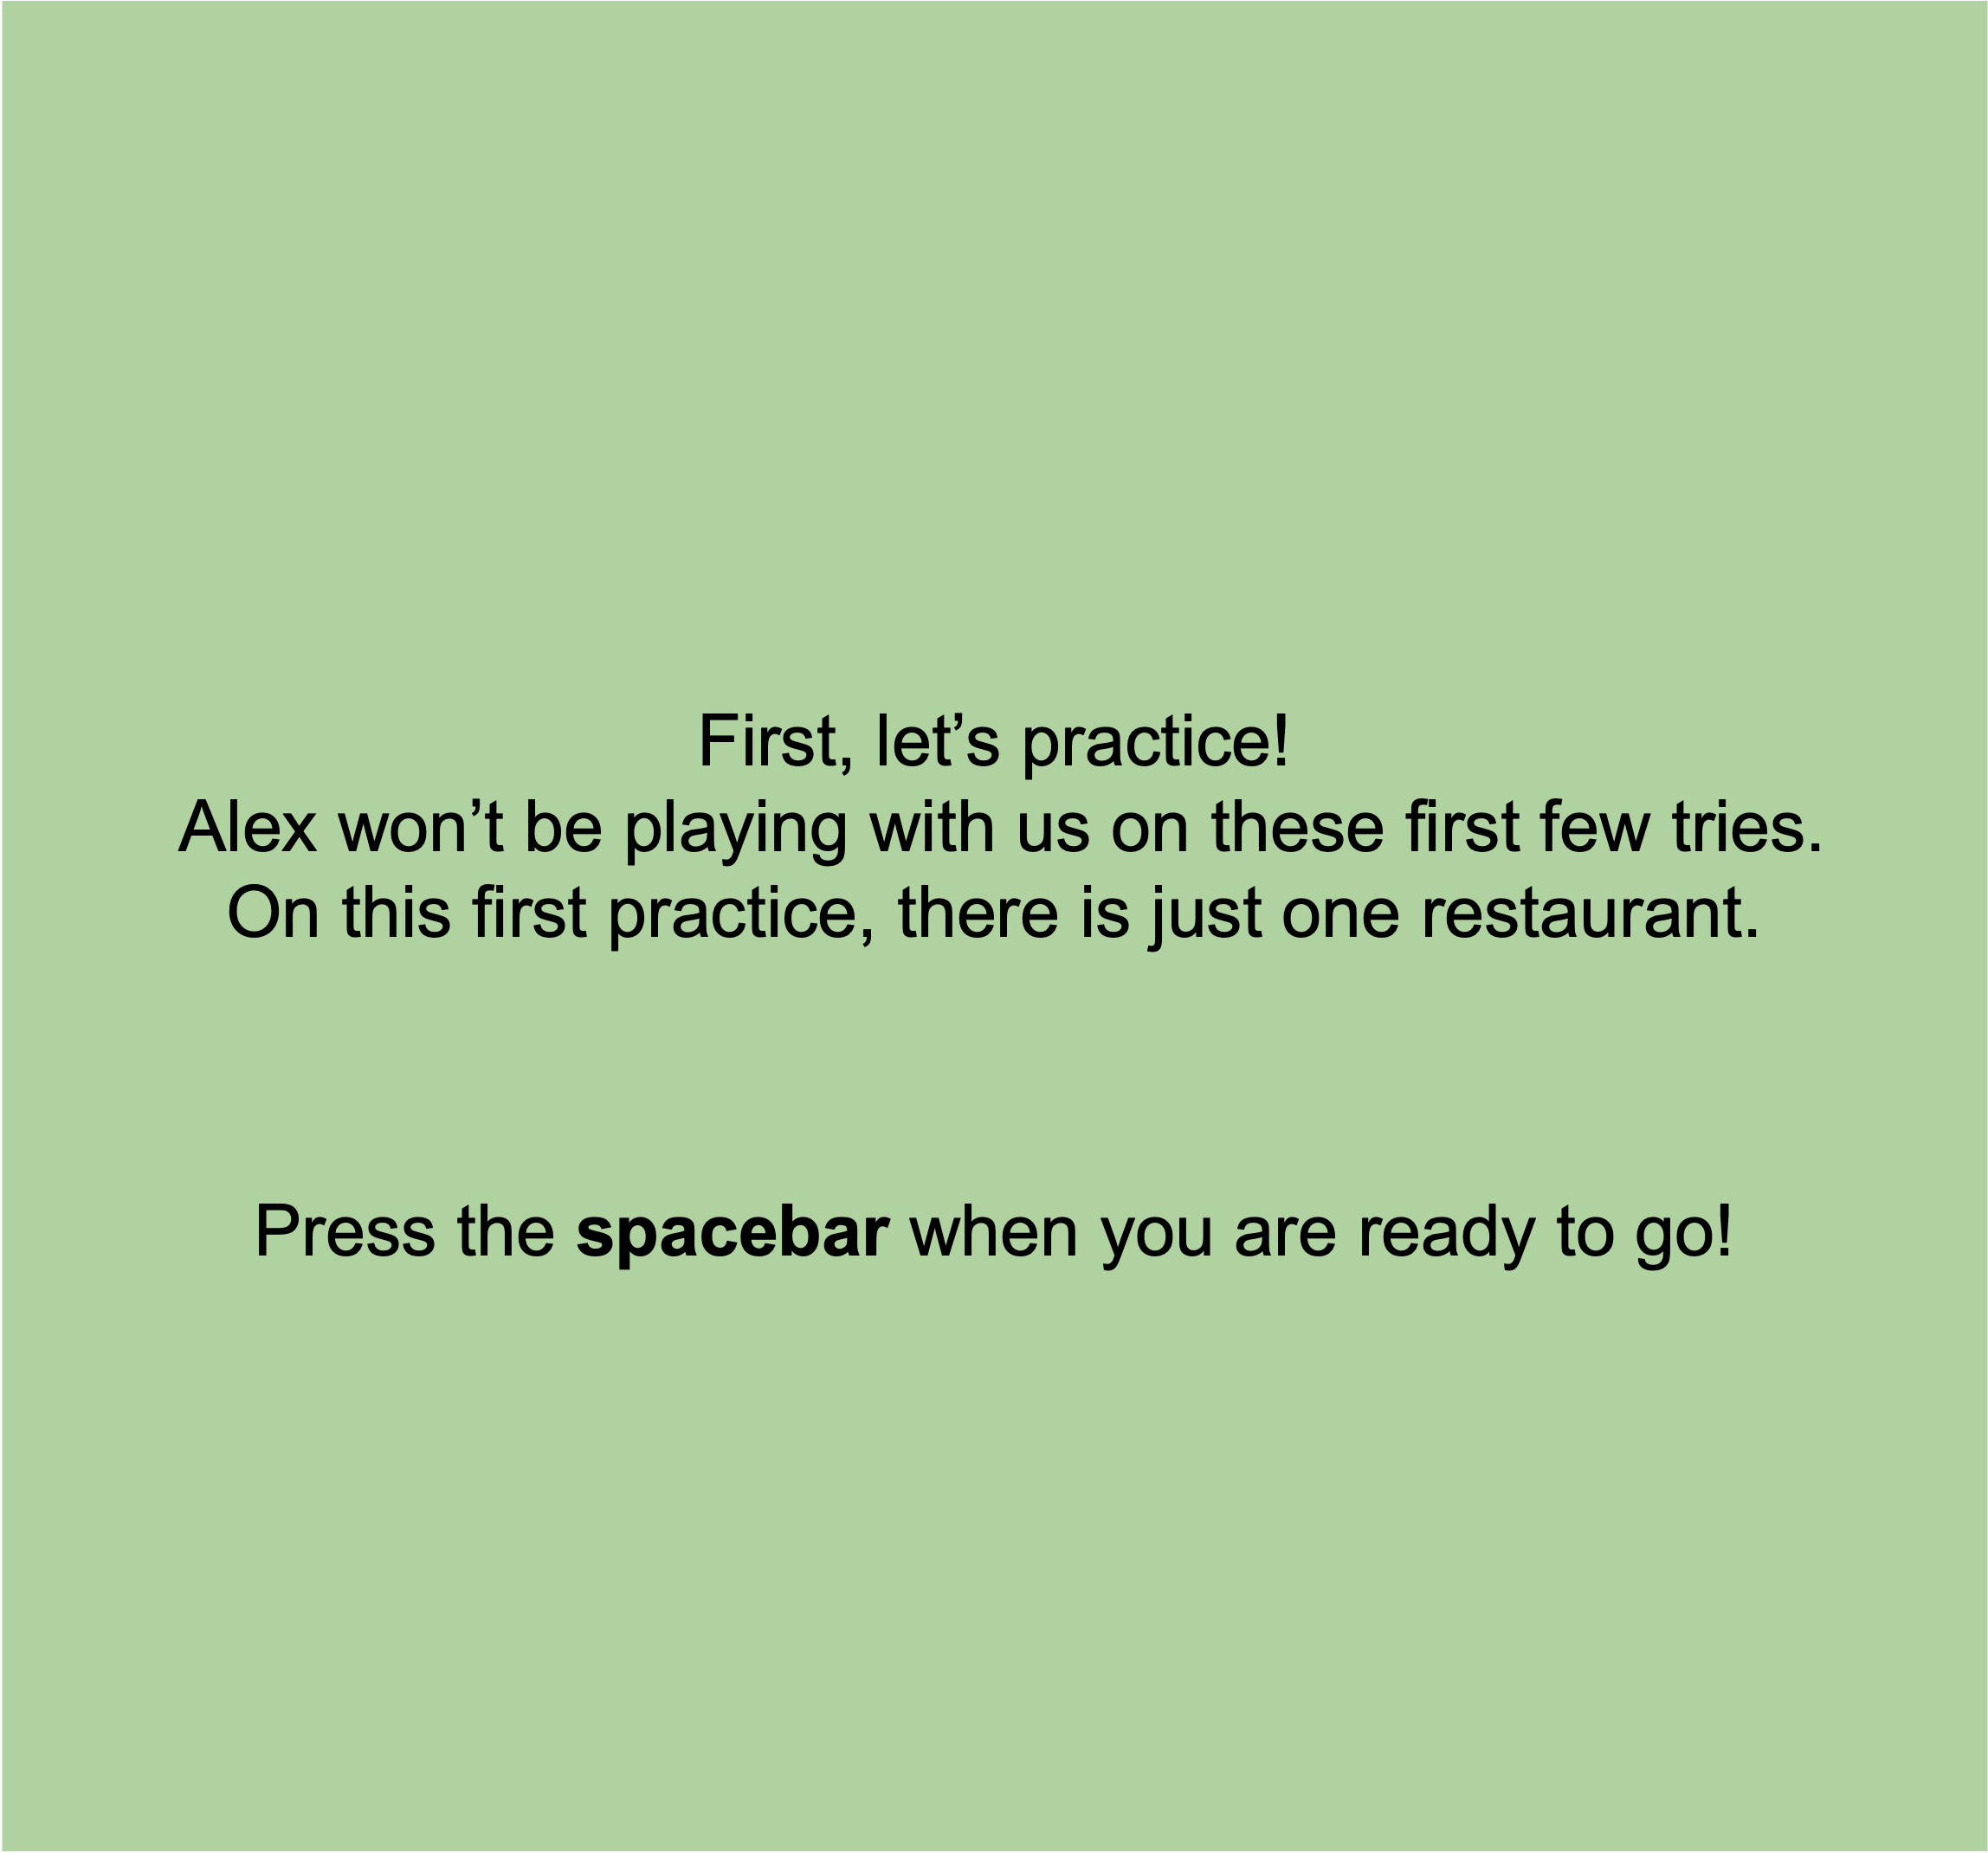 First, let’s practice!
Alex won’t be playing with us on these first few tries.
On this first practice, there is just one restaurant.
Press the spacebar when you are ready to go!